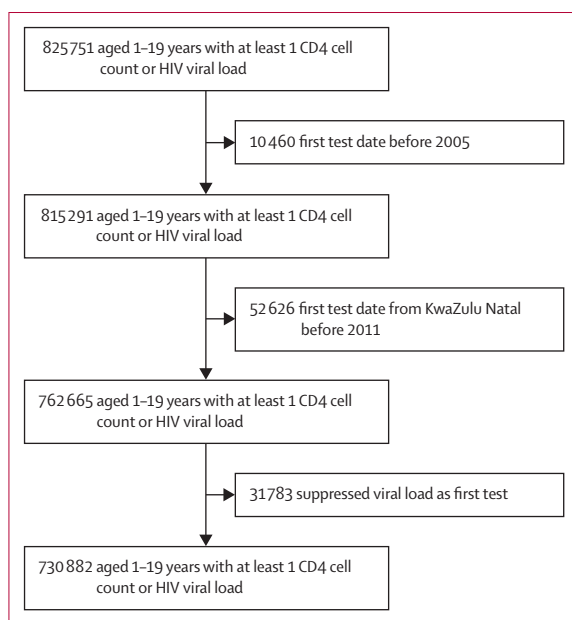 825 751 aged 1–19 years with at least 1 CD4 cell
count or HIV viral load
10 460 first test date before 2005
815 291 aged 1–19 years with at least 1 CD4 cell
count or HIV viral load
52 626 first test date from KwaZulu Natal
before 2011
762 665 aged 1–19 years with at least 1 CD4 cell
count or HIV viral load
31 783 suppressed viral load as first test
730 882 aged 1–19 years with at least 1 CD4 cell
count or HIV viral load